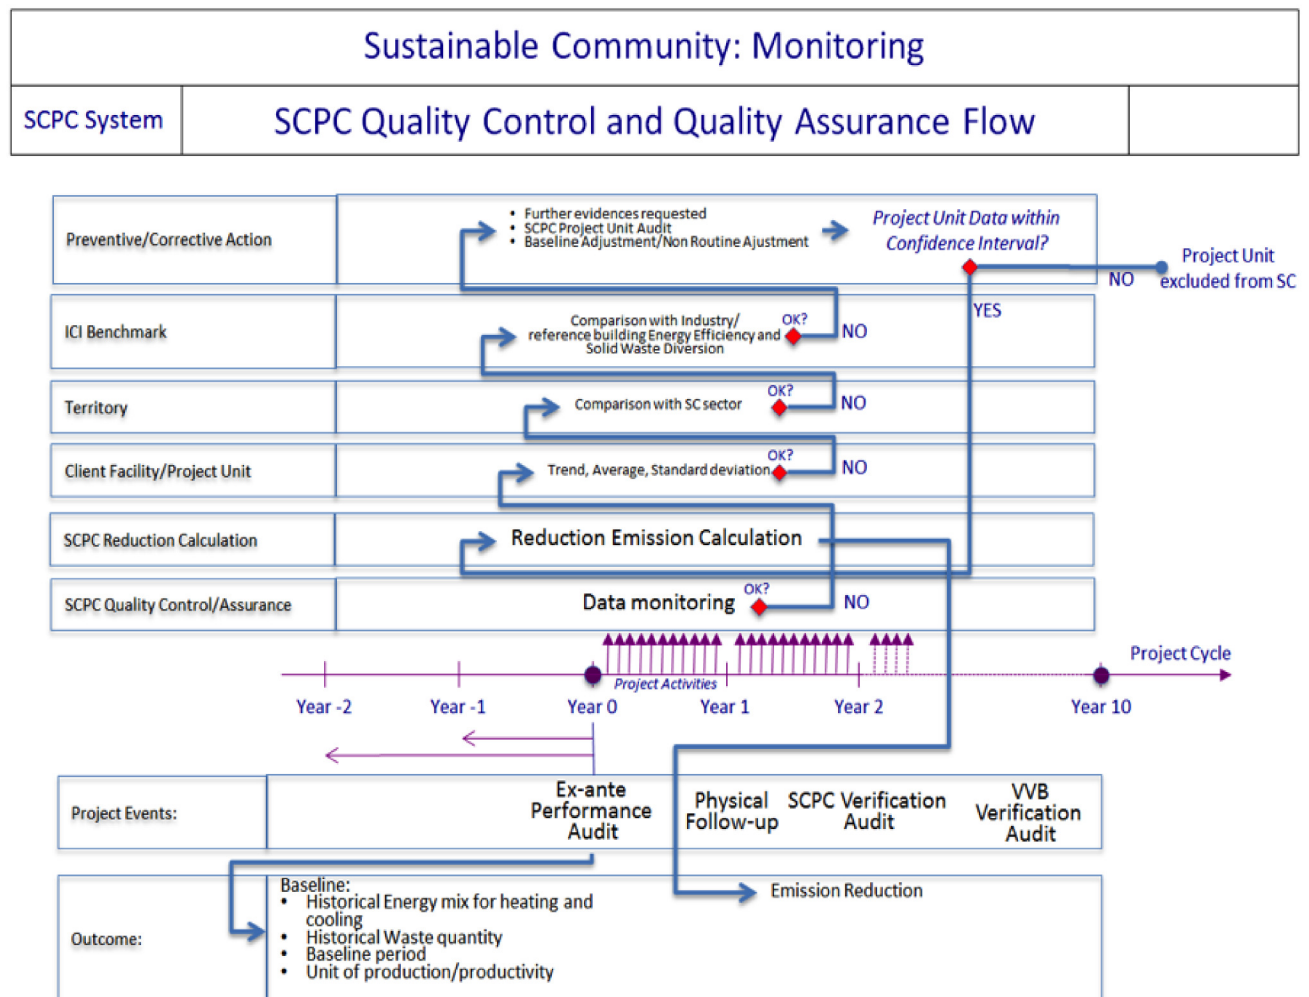 Sustainable Community: Monitoring
SCPC System
SCPC Quality Control and Quality Assurance Flow
Preventive/Corrective Action
• Further evidences requested
• SCPC Project Unit Audit
• Baseline Adjustment/Non Routine Ajustment
Project Unit Data within
Confidence Interval?
NO
Project Unit
excluded from SC
YES
ICI Benchmark
Comparison with Industry/
reference building Energy Efficiency and
Solid Waste Diversion
OK?
NO
Territory
Comparison with SC sector
OK?
NO
Client Facility/Project Unit
Trend, Average, Standard deviation
OK?
NO
SCPC Reduction Calculation
Reduction Emission Calculation
SCPC Quality Control/Assurance
Data monitoring
OK?
NO
Project Cycle
Project Activities
Year -2
Year -1
Year 0
Year 1
Year 2
Year 10
Project Events:
Ex-ante
Performance
Audit
Physical
Follow-up
SCPC Verification
Audit
VVB
Verification
Audit
Outcome:
Baseline:
• Historical Energy mix for heating and
cooling
• Historical Waste quantity
• Baseline period
• Unit of production/productivity
Emission Reduction